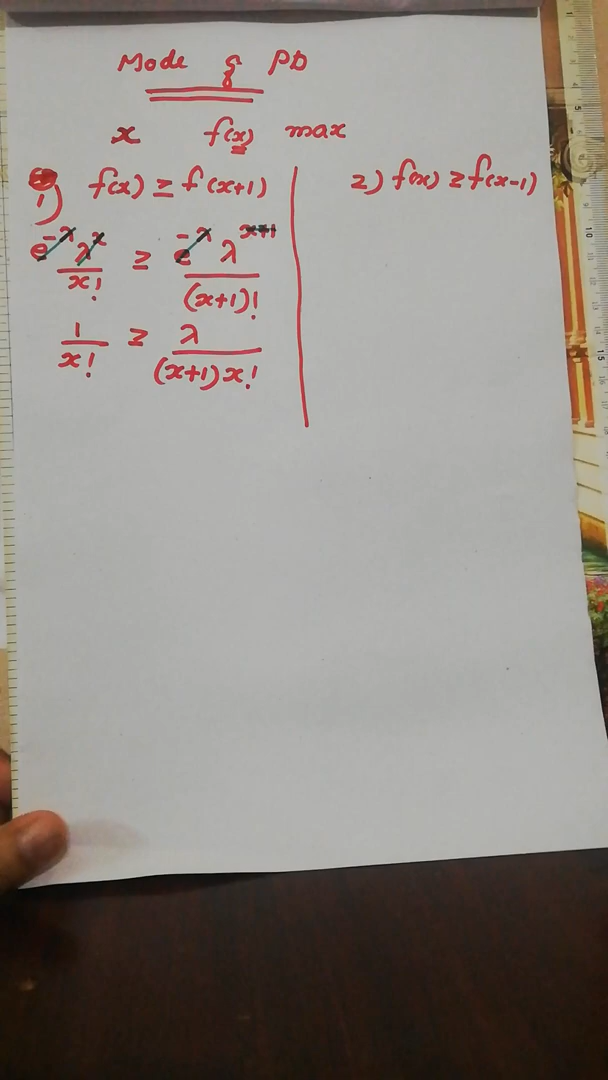 Mode of PD
x f(x) max
1) f(x) ≥ f(x+1)
e^-λ λ^x / x! ≥ e^-λ λ^x+1 / (x+1)!
1 / x! ≥ λ / (x+1) x!
2) f(x) ≥ f(x-1)